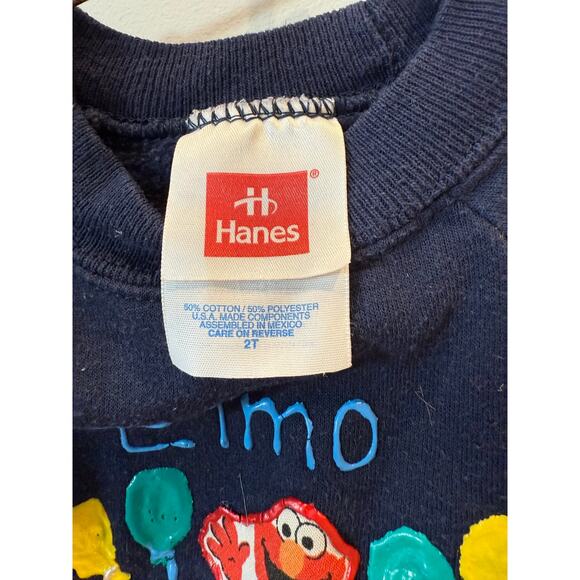 H ®
Hanes
50% COTTON / 50% POLYESTER
U.S.A. MADE COMPONENTS
ASSEMBLED IN MEXICO
CARE ON REVERSE
2T
Elmo